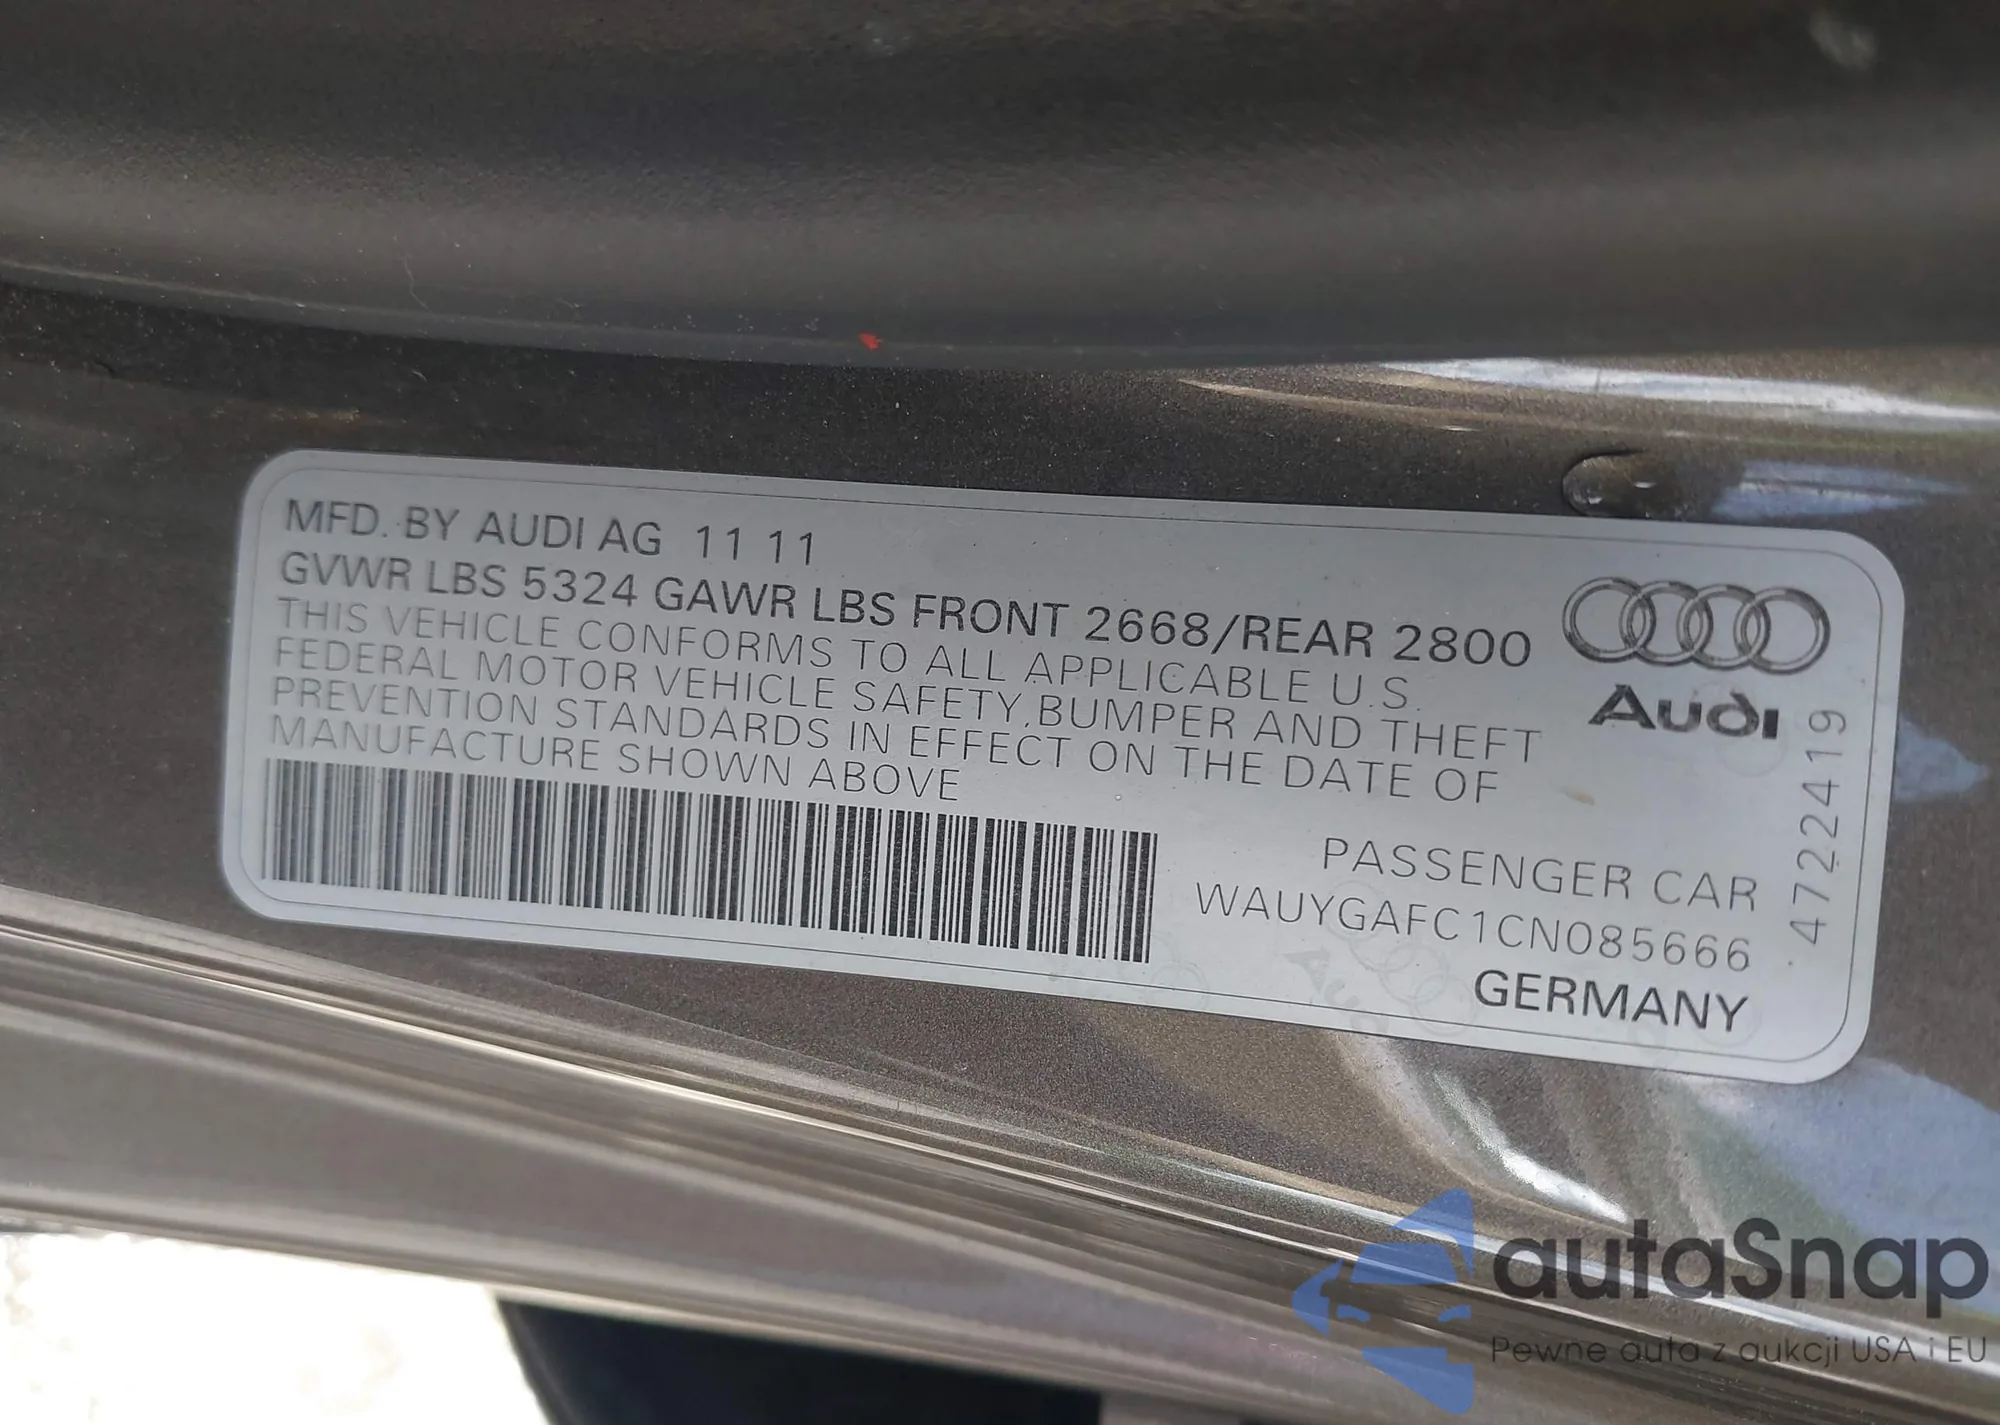 MFD. BY AUDI AG 11 11
GVWR LBS 5324 GAWR LBS FRONT 2668/REAR 2800
THIS VEHICLE CONFORMS TO ALL APPLICABLE U.S.
FEDERAL MOTOR VEHICLE SAFETY, BUMPER AND THEFT
PREVENTION STANDARDS IN EFFECT ON THE DATE OF
MANUFACTURE SHOWN ABOVE
Audi
4722419
PASSENGER CAR
WAUYGAFC1CN085666
GERMANY
autaSnap
Pewne auta z aukcji USA i EU